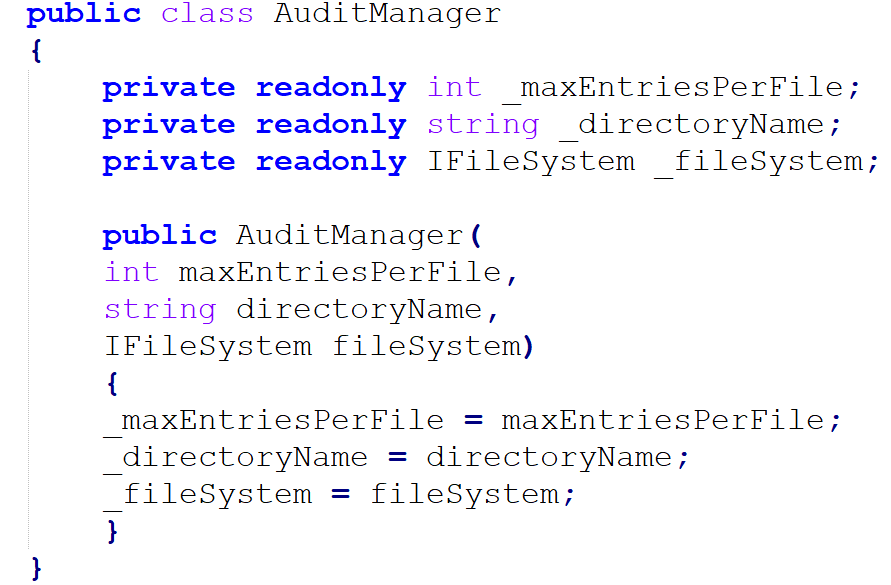 public class AuditManager
{
private readonly int _maxEntriesPerFile;
private readonly string _directoryName;
private readonly IFileSystem _fileSystem;
public AuditManager(
int maxEntriesPerFile,
string directoryName,
IFileSystem fileSystem)
{
_maxEntriesPerFile = maxEntriesPerFile;
_directoryName = directoryName;
_fileSystem = fileSystem;
}
}